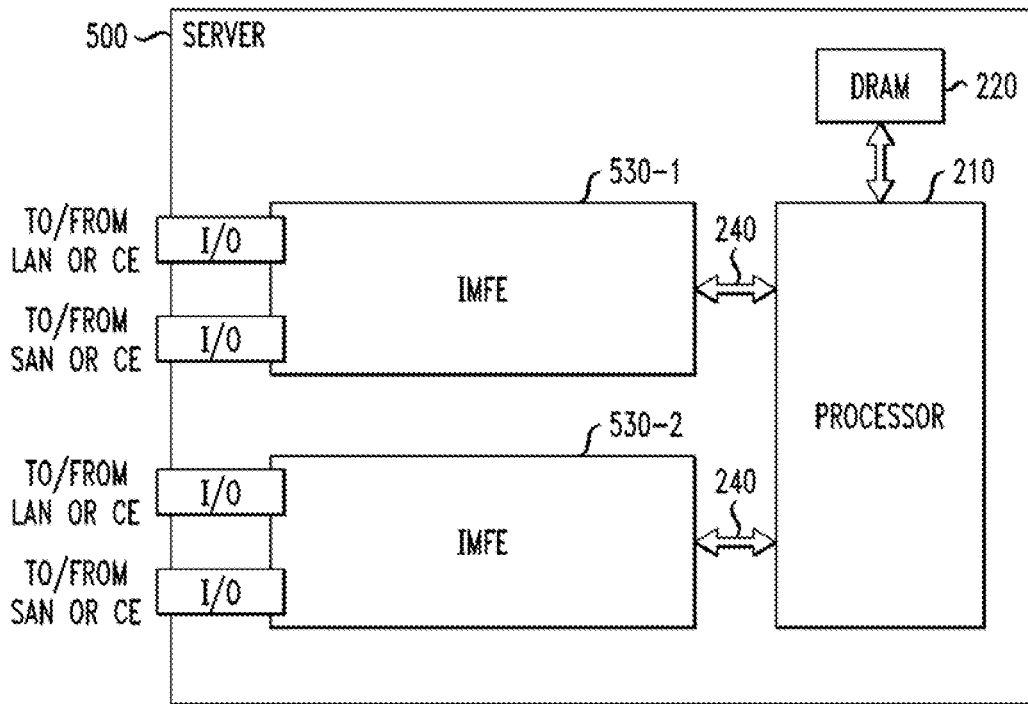 500
SERVER
DRAM
220
530-1
210
TO/FROM
LAN OR CE
I/O
240
IMFE
TO/FROM
SAN OR CE
I/O
PROCESSOR
530-2
TO/FROM
LAN OR CE
I/O
240
IMFE
TO/FROM
SAN OR CE
I/O